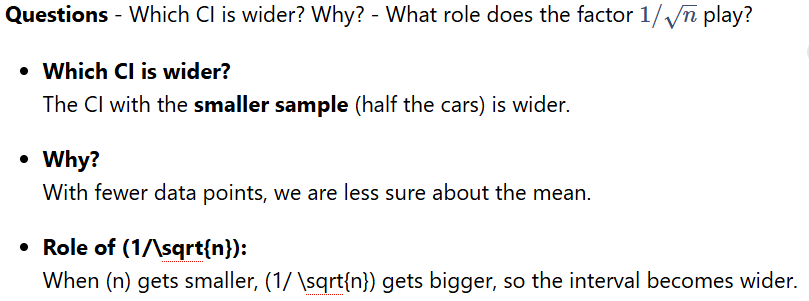 Questions - Which CI is wider? Why? - What role does the factor 1/√n play?
• Which CI is wider?
The CI with the smaller sample (half the cars) is wider.
• Why?
With fewer data points, we are less sure about the mean.
• Role of (1/\sqrt{n}):
When (n) gets smaller, (1/ \sqrt{n}) gets bigger, so the interval becomes wider.